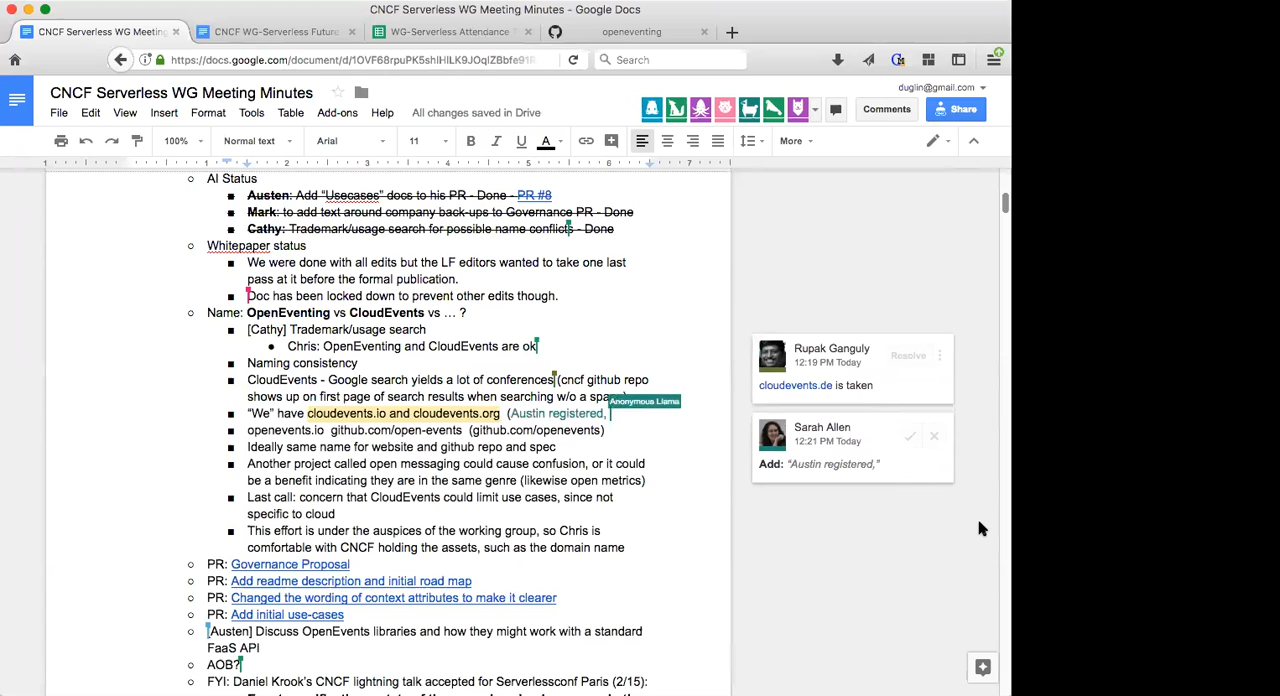 CNCF Serverless WG Meeting Minutes - Google Docs
CNCF Serverless WG Meeting
CNCF WG-Serverless Future
WG-Serverless Attendance
openeventing
Search
duglin@gmail.com
CNCF Serverless WG Meeting Minutes
File Edit View Insert Format Tools Table Add-ons Help All changes saved in Drive
Comments
Share
100% Normal text Arial 11 More
1 1 2 3 4 5 6 7
AI Status
Austen: Add “Usecases” docs to his PR - Done - PR #8
Mark: to add text around company back-ups to Governance PR - Done
Cathy: Trademark/usage search for possible name conflicts - Done
Whitepaper status
We were done with all edits but the LF editors wanted to take one last
pass at it before the formal publication.
Doc has been locked down to prevent other edits though.
Name: OpenEventing vs CloudEvents vs … ?
[Cathy] Trademark/usage search
Chris: OpenEventing and CloudEvents are ok
Naming consistency
CloudEvents - Google search yields a lot of conferences (cncf github repo
shows up on first page of search results when searching w/o a
Anonymous Llama
“We” have cloudevents.io and cloudevents.org (Austin registered,
openevents.io github.com/open-events (github.com/openevents)
Ideally same name for website and github repo and spec
Another project called open messaging could cause confusion, or it could
be a benefit indicating they are in the same genre (likewise open metrics)
Last call: concern that CloudEvents could limit use cases, since not
specific to cloud
This effort is under the auspices of the working group, so Chris is
comfortable with CNCF holding the assets, such as the domain name
PR: Governance Proposal
PR: Add readme description and initial road map
PR: Changed the wording of context attributes to make it clearer
PR: Add initial use-cases
[Austen] Discuss OpenEvents libraries and how they might work with a standard
FaaS API
AOB?
FYI: Daniel Krook's CNCF lightning talk accepted for Serverlessconf Paris (2/15):
Rupak Ganguly
12:19 PM Today
Resolve
cloudevents.de is taken
Sarah Allen
12:21 PM Today
Add: “Austin registered,”